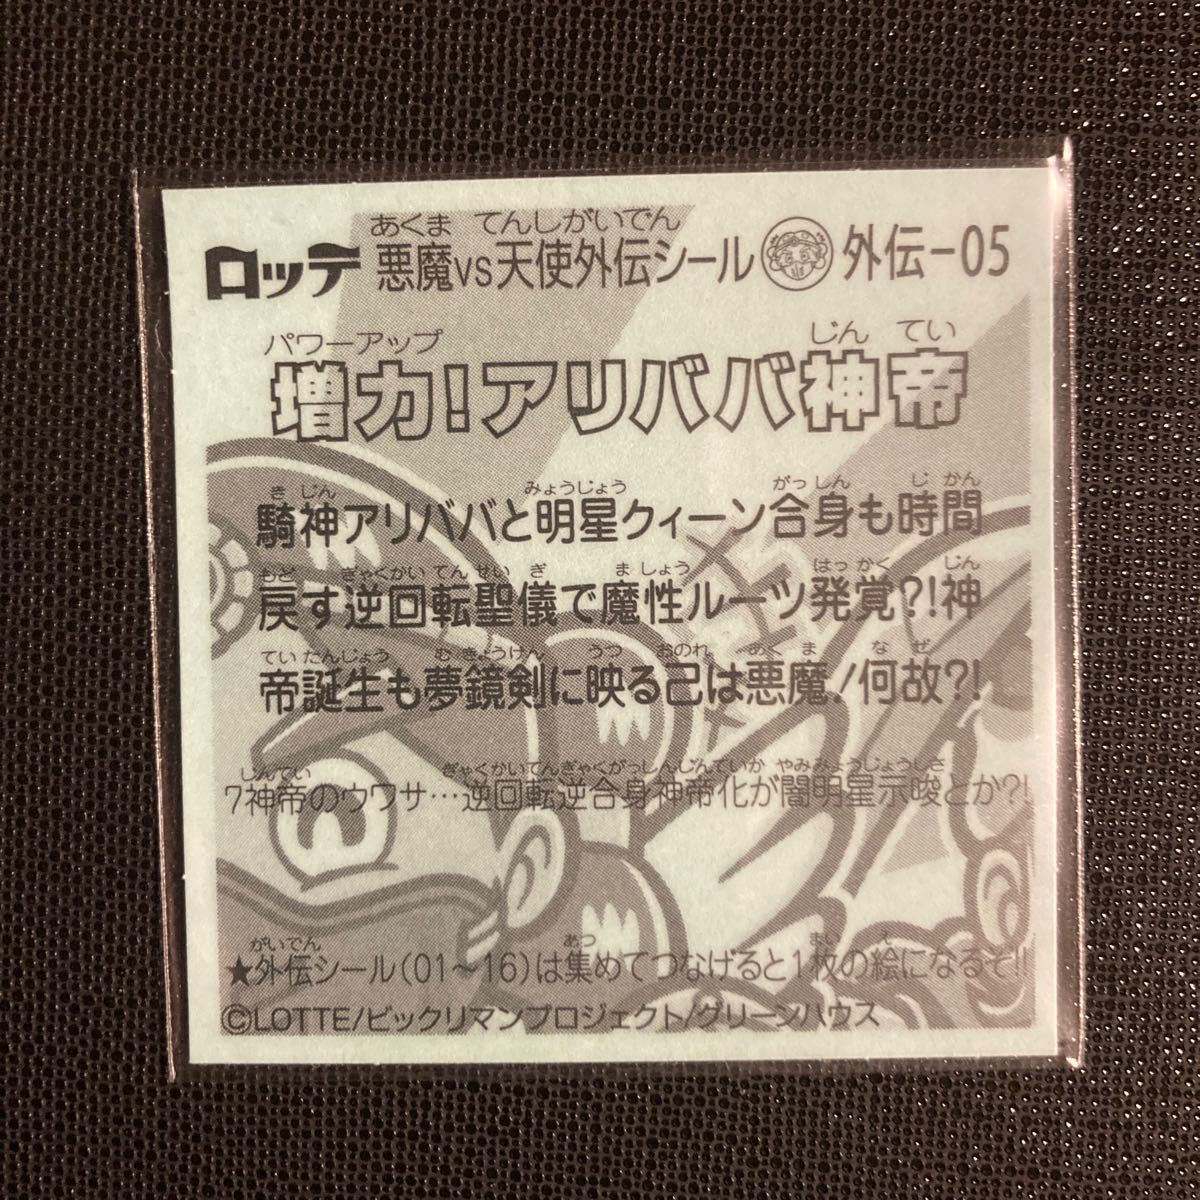 あくま てんしがいでん
ロッテ 悪魔VS天使外伝シール 外伝-05
パワーアップ じん てい
増力!アリババ神帝
き じん みょうじょう がっしん じ かん
騎神アリババと明星クィーン合身も時間
もど ぎゃくかい てん せい ぎ ま しょう はっ かく じん
戻す逆回転聖儀で魔性ルーツ発覚?!神
てい たんじょう む きょうけん うつ おのれ あく ま な ぜ
帝誕生も夢鏡剣に映る己は悪魔!何故?!
しんてい ぎゃくかいてんぎゃくがっしんじんていか やみみょうじょうしさ
7神帝のウワサ…逆回転逆合身神帝化が闇明星示唆とか?!
がいでん あつ まい え
★外伝シール(01〜16)は集めてつなげると1枚の絵になるぞ!!
©LOTTE/ビックリマンプロジェクト/グリーンハウス